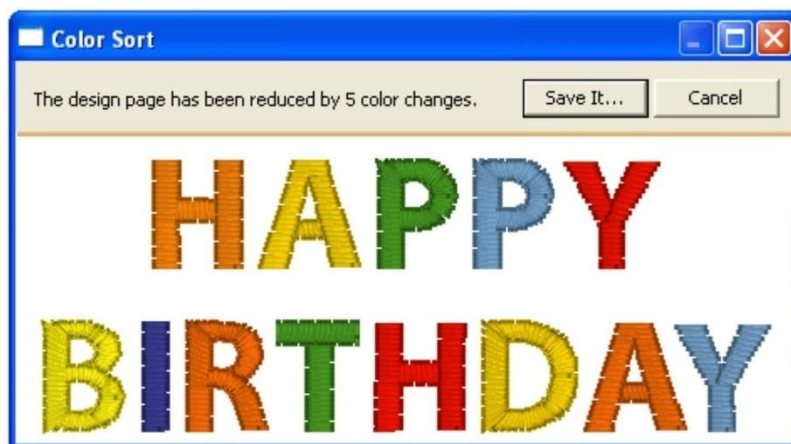 Color Sort
The design page has been reduced by 5 color changes. Save It... Cancel
HAPPY
BIRTHDAY